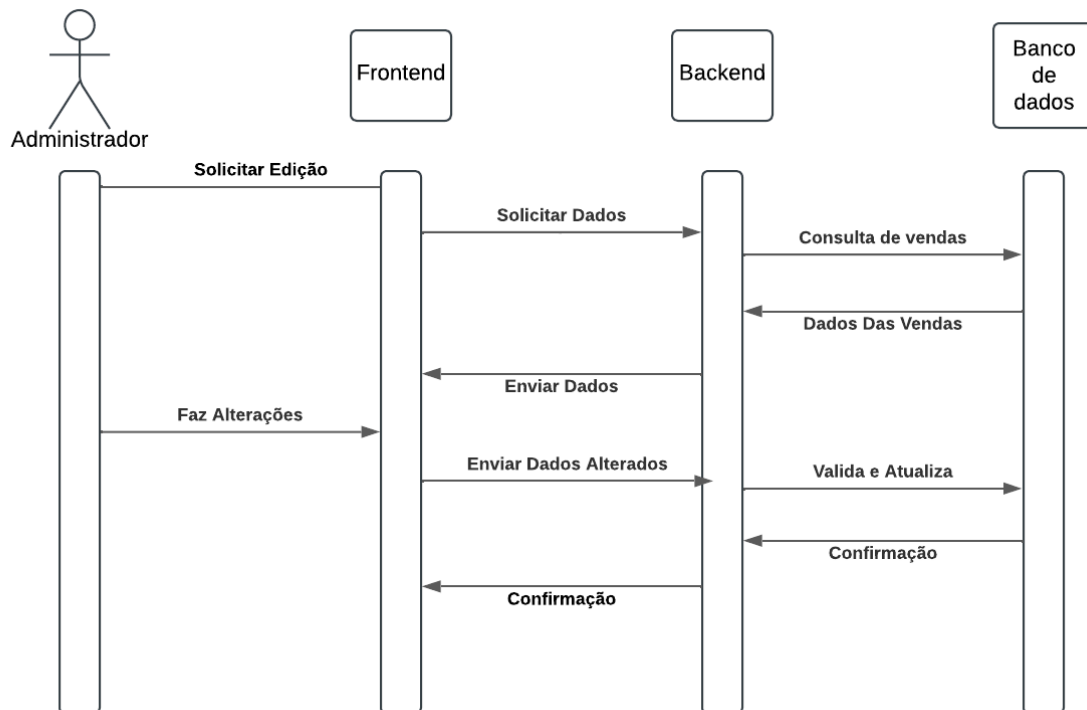 Administrador
Frontend
Backend
Banco
de
dados
Solicitar Edição
Solicitar Dados
Consulta de vendas
Dados Das Vendas
Enviar Dados
Faz Alterações
Enviar Dados Alterados
Valida e Atualiza
Confirmação
Confirmação